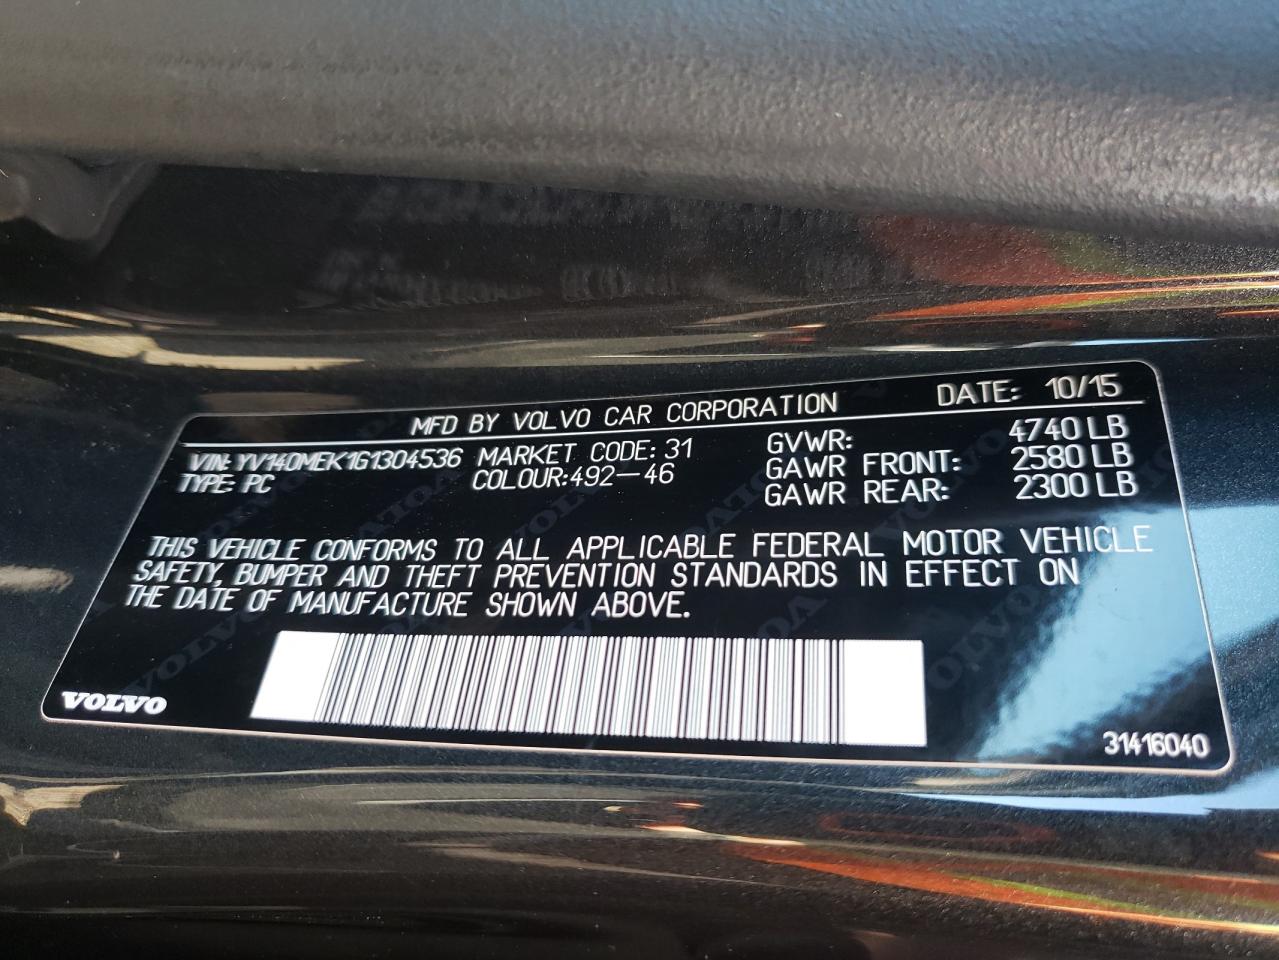 MFD BY VOLVO CAR CORPORATION DATE: 10/15
VIN: YV140MEK1G1304536 MARKET CODE: 31 GVWR: 4740 LB
TYPE: PC COLOUR:492-46 GAWR FRONT: 2580 LB
GAWR REAR: 2300 LB
THIS VEHICLE CONFORMS TO ALL APPLICABLE FEDERAL MOTOR VEHICLE
SAFETY, BUMPER AND THEFT PREVENTION STANDARDS IN EFFECT ON
THE DATE OF MANUFACTURE SHOWN ABOVE.
VOLVO
31416040